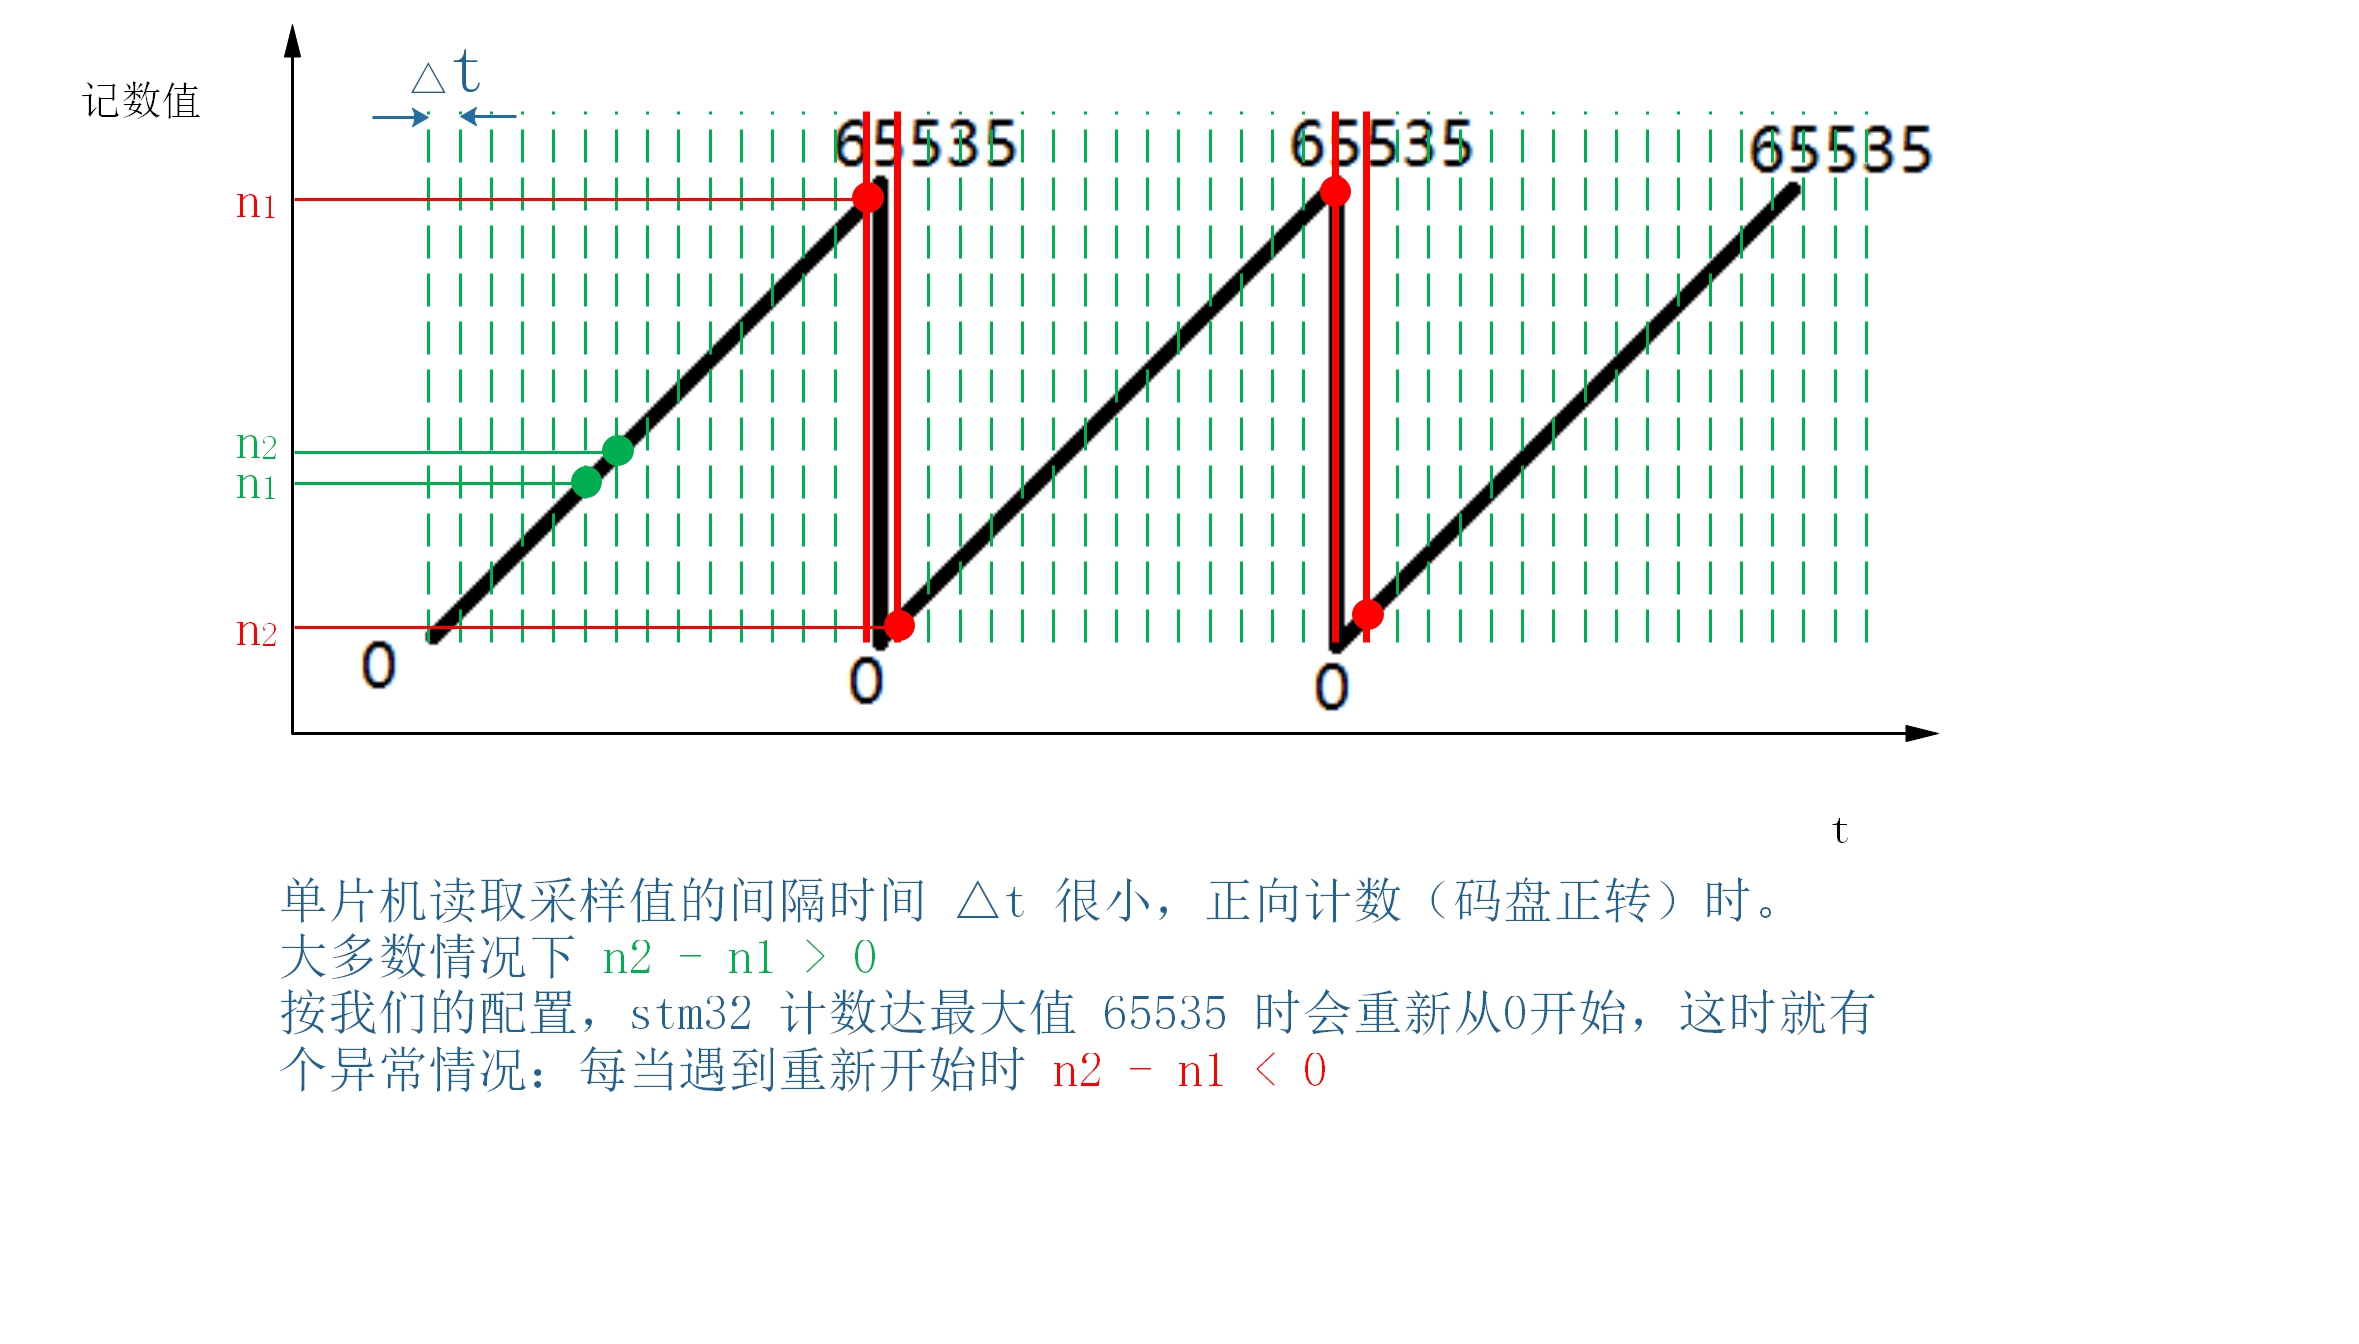 △t
记数值
65535 65535 65535
n1
n2
n1
n2
0 0 0
t
单片机读取采样值的间隔时间 △t 很小，正向计数（码盘正转）时。
大多数情况下 n2 - n1 > 0
按我们的配置，stm32 计数达最大值 65535 时会重新从0开始，这时就有
个异常情况：每当遇到重新开始时 n2 - n1 < 0